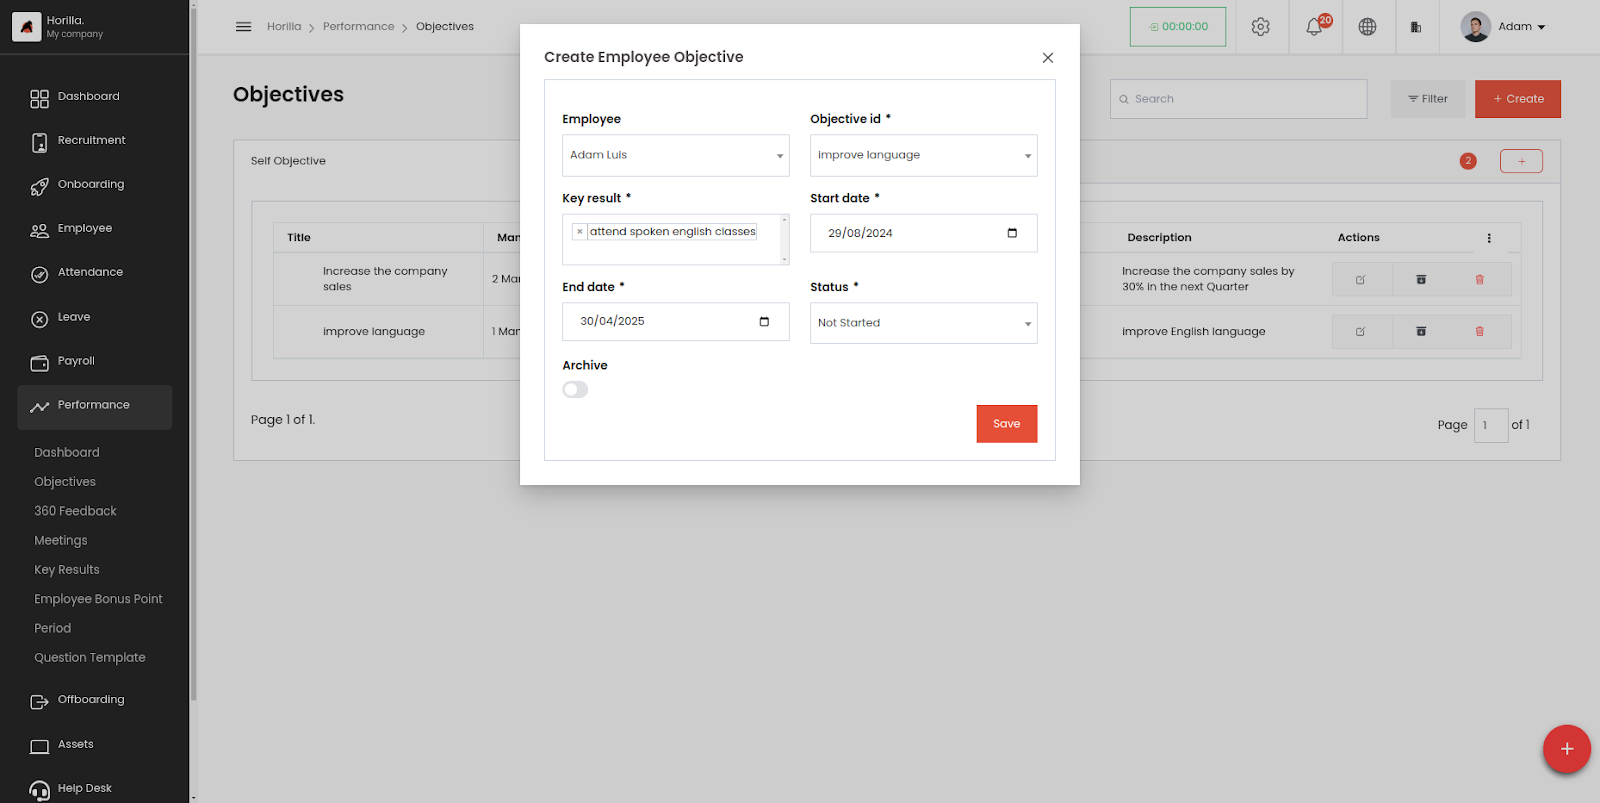 Horilla.
My company
Dashboard
Recruitment
Onboarding
Employee
Attendance
Leave
Payroll
Performance
Dashboard
Objectives
360 Feedback
Meetings
Key Results
Employee Bonus Point
Period
Question Template
Offboarding
Assets
Help Desk
Horilla > Performance > Objectives
00:00:00
20
Adam
Objectives
Search
Filter
+ Create
Self Objective
2
+
Title
Man
Description
Actions
Increase the company sales
2 Man
Increase the company sales by
30% in the next Quarter
improve language
1 Man
improve English language
Page 1 of 1.
Page 1 of 1
Create Employee Objective
Employee
Objective id *
Adam Luis
improve language
Key result *
Start date *
× attend spoken english classes
29/08/2024
End date *
Status *
30/04/2025
Not Started
Archive
Save
+